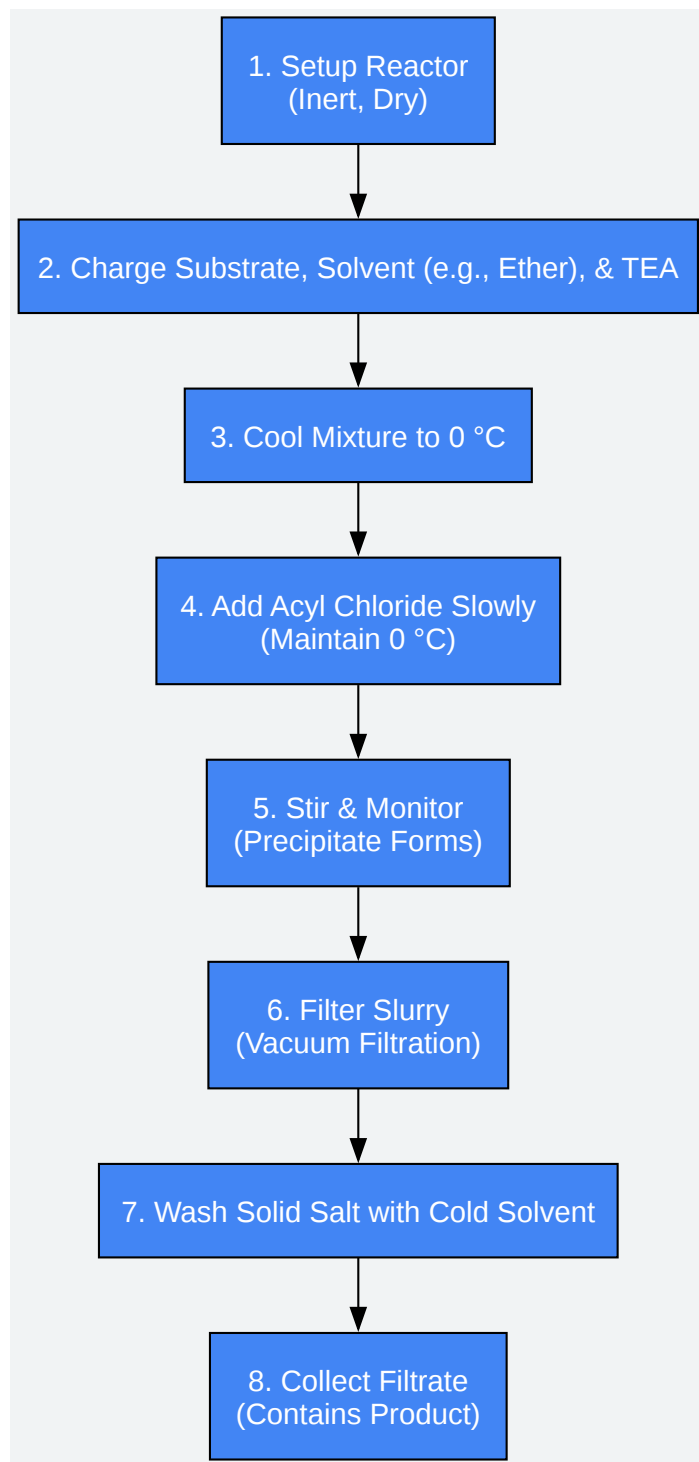 1. Setup Reactor
(Inert, Dry)
2. Charge Substrate, Solvent (e.g., Ether), & TEA
3. Cool Mixture to 0 °C
4. Add Acyl Chloride Slowly
(Maintain 0 °C)
5. Stir & Monitor
(Precipitate Forms)
6. Filter Slurry
(Vacuum Filtration)
7. Wash Solid Salt with Cold Solvent
8. Collect Filtrate
(Contains Product)